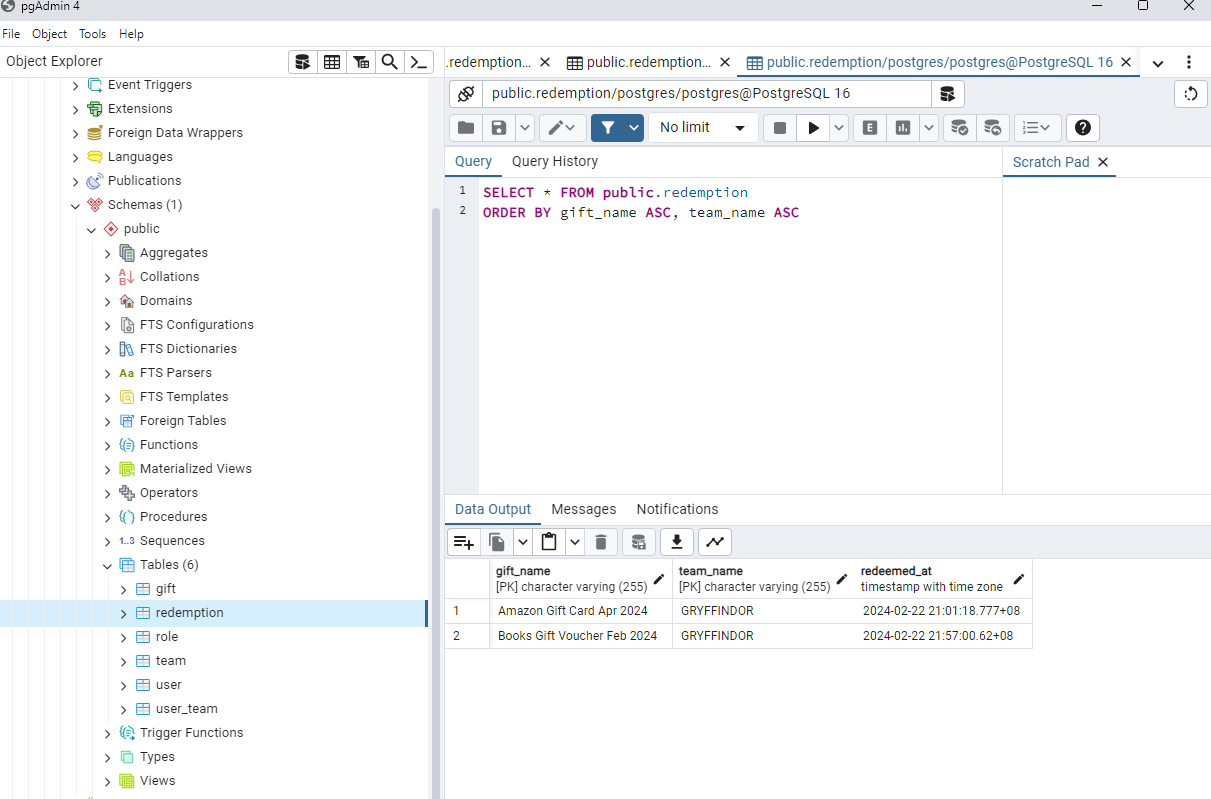 pgAdmin 4
File Object Tools Help
Object Explorer
Event Triggers
Extensions
Foreign Data Wrappers
Languages
Publications
Schemas (1)
public
Aggregates
Collations
Domains
FTS Configurations
FTS Dictionaries
Aa FTS Parsers
FTS Templates
Foreign Tables
Functions
Materialized Views
Operators
Procedures
1..3 Sequences
Tables (6)
gift
redemption
role
team
user
user_team
Trigger Functions
Types
Views
.redemption... public.redemption... public.redemption/postgres/postgres@PostgreSQL 16
public.redemption/postgres/postgres@PostgreSQL 16
No limit E
Query Query History Scratch Pad
1 SELECT * FROM public.redemption
2 ORDER BY gift_name ASC, team_name ASC
Data Output Messages Notifications
gift_name team_name redeemed_at
[PK] character varying (255) [PK] character varying (255) timestamp with time zone
1 Amazon Gift Card Apr 2024 GRYFFINDOR 2024-02-22 21:01:18.777+08
2 Books Gift Voucher Feb 2024 GRYFFINDOR 2024-02-22 21:57:00.62+08